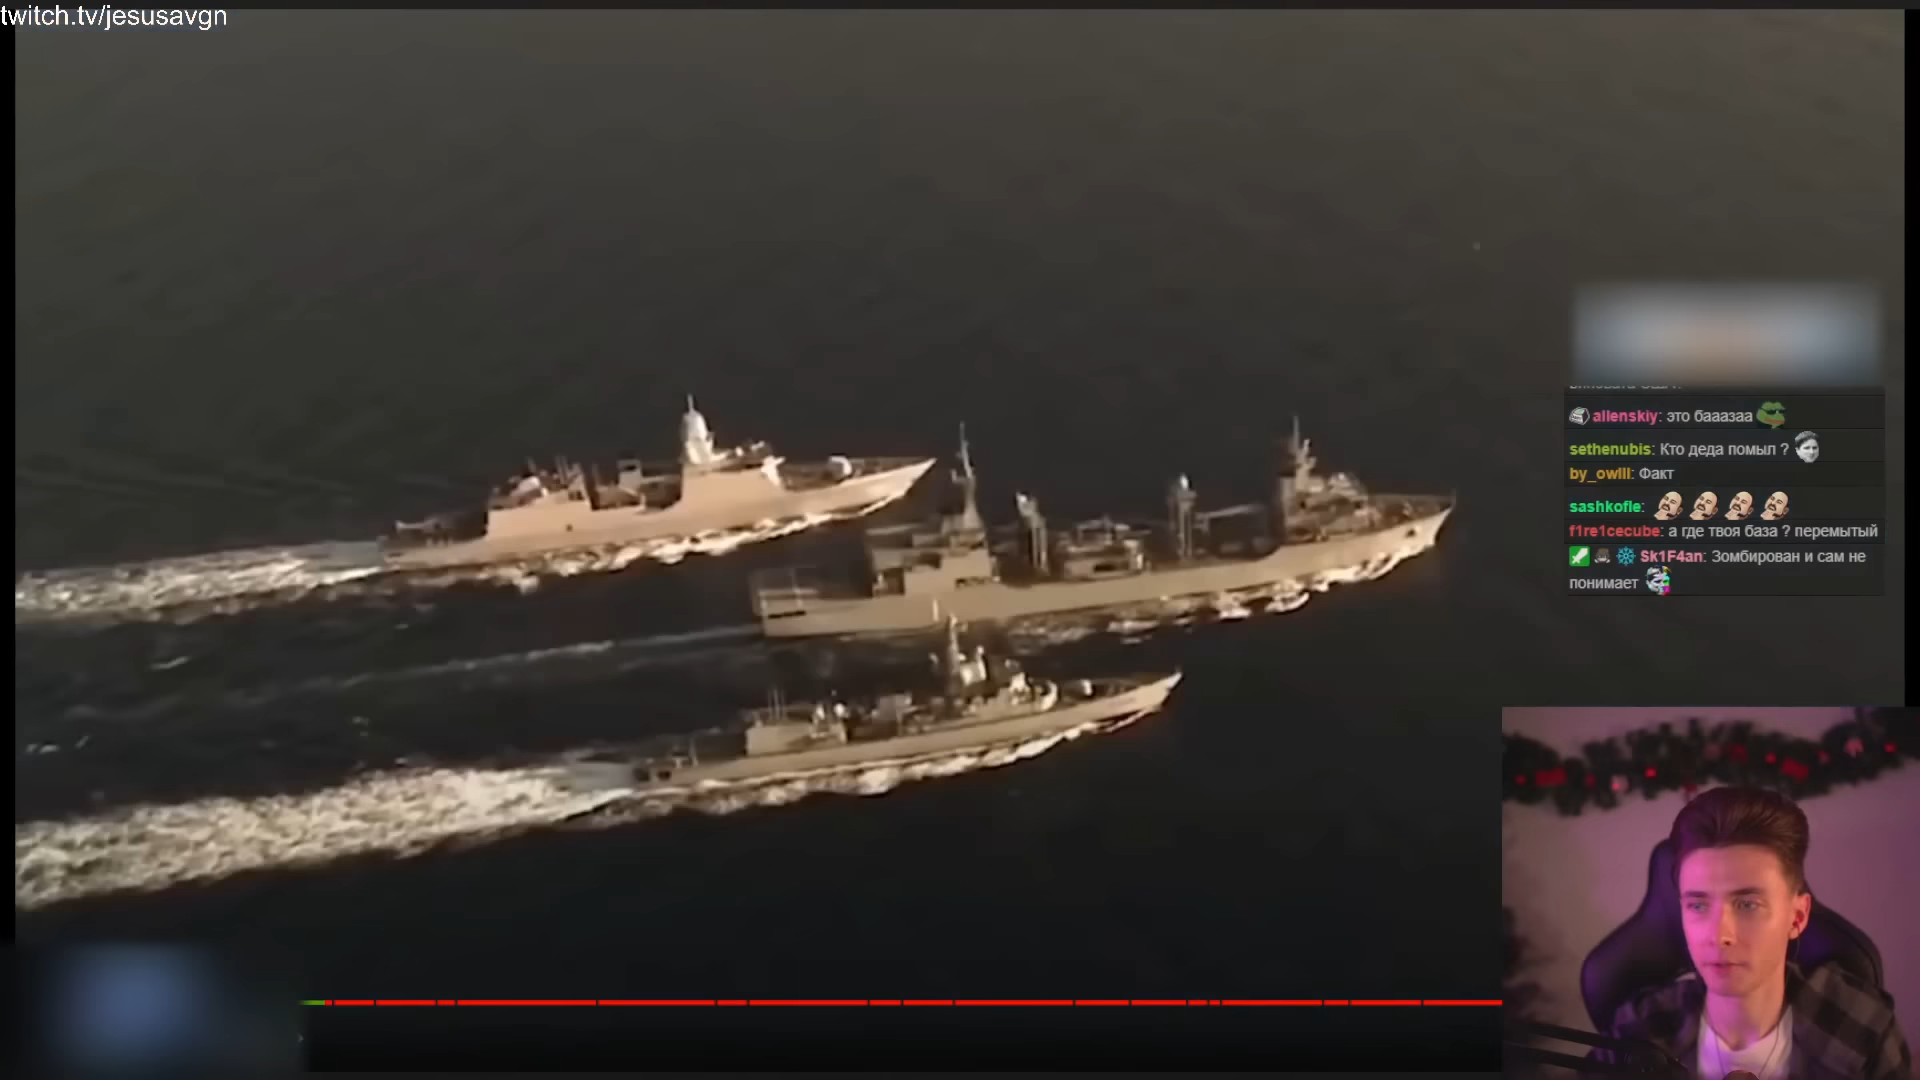 twitch.tv/jesusavgn
allenskiy: это бааазаа
sethenubis: Кто деда помыл ?
by_owlll: Факт
sashkofle:
f1re1cecube: а где твоя база ? перемытый
Sk1F4an: Зомбирован и сам не
понимает